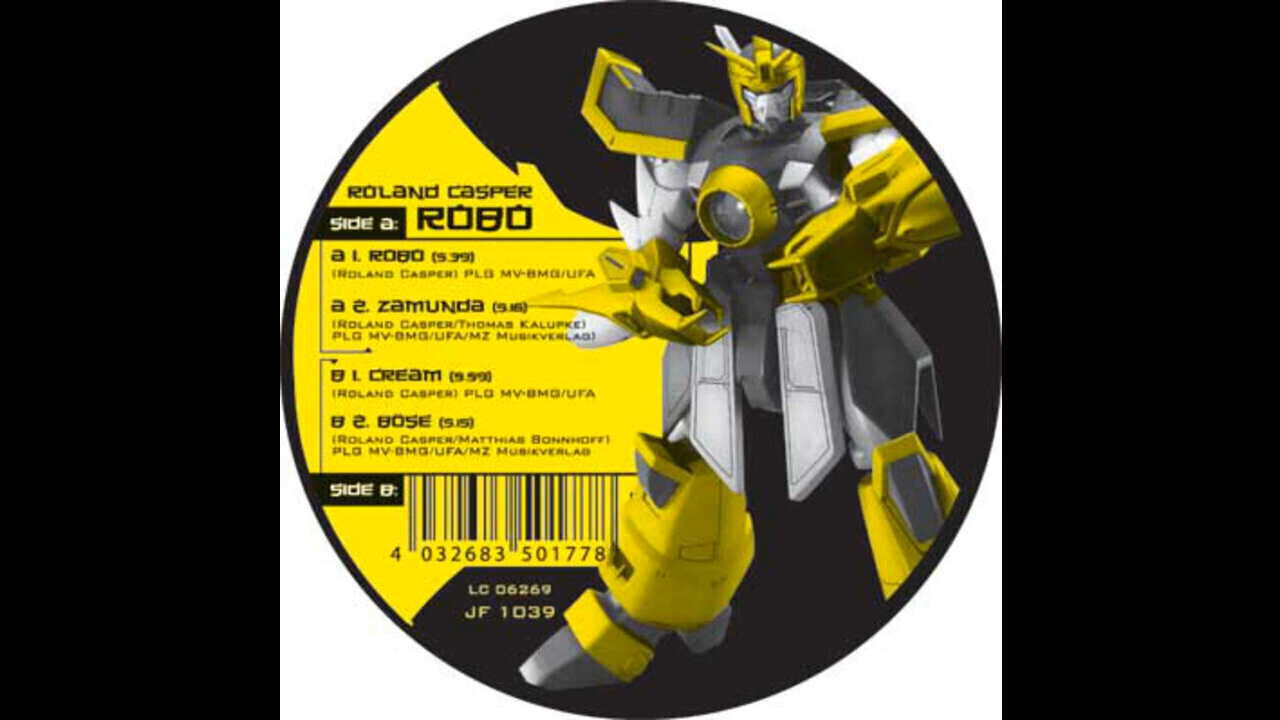 ROLAND CASPER
SIDE A: ROBO
A 1. ROBO (5.39)
(ROLAND CASPER) PLG MV-BMG/UFA
A 2. ZAMUNDA (5.16)
(ROLAND CASPER/THOMAS KALUPKE)
PLG MV-BMG/UFA/MZ MUSIKVERLAG)
B 1. CREAM (5.59)
(ROLAND CASPER) PLG MV-BMG/UFA
B 2. BÖSE (5.15)
(ROLAND CASPER/MATTHIAS BONNHOFF)
PLG MV-BMG/UFA/MZ MUSIKVERLAG
SIDE B:
4 032683 501778
LC 06269
JF 1039